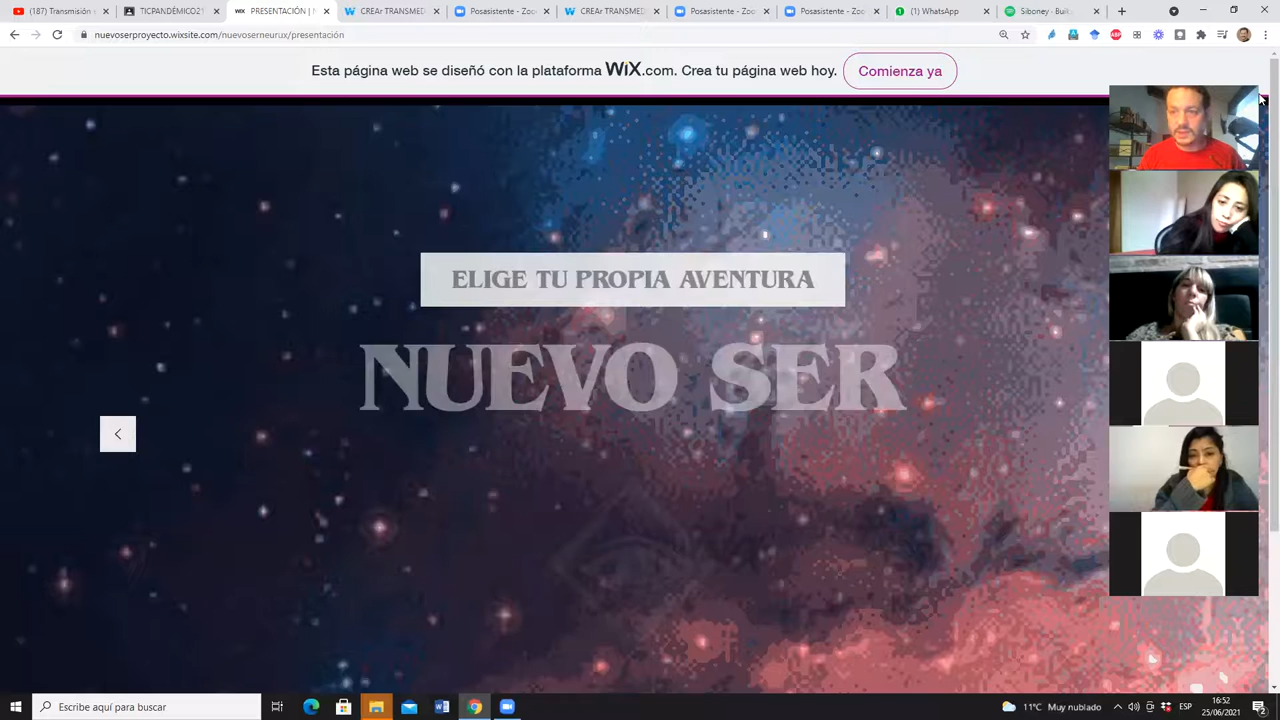 (187) Transmisión
TICPANDÉMICO21
WIX PRESENTACIÓN |
CREAr TRANSMED
Posasistente - Zoo
CREAr TRANSMED
Posasistente - Zoo
Posasistente - Zoo
(1) WhatsApp
Siboney -
nuevoserproyecto.wixsite.com/nuevoserneurux/presentación
Esta página web se diseñó con la plataforma WiX.com. Crea tu página web hoy.
Comienza ya
ELIGE TU PROPIA AVENTURA
NUEVO SER
Escribe aquí para buscar
11°C Muy nublado
ESP
16:52
25/06/2021
2